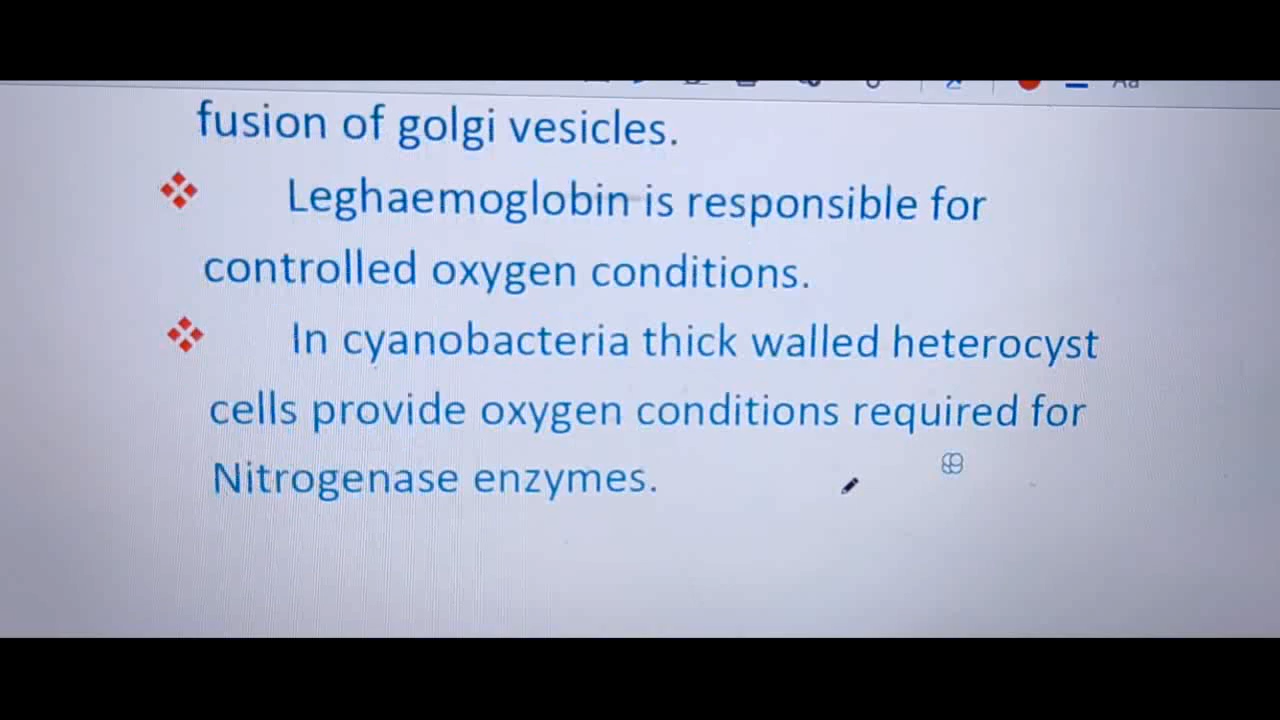 fusion of golgi vesicles.
Leghaemoglobin is responsible for
controlled oxygen conditions.
In cyanobacteria thick walled heterocyst
cells provide oxygen conditions required for
Nitrogenase enzymes.